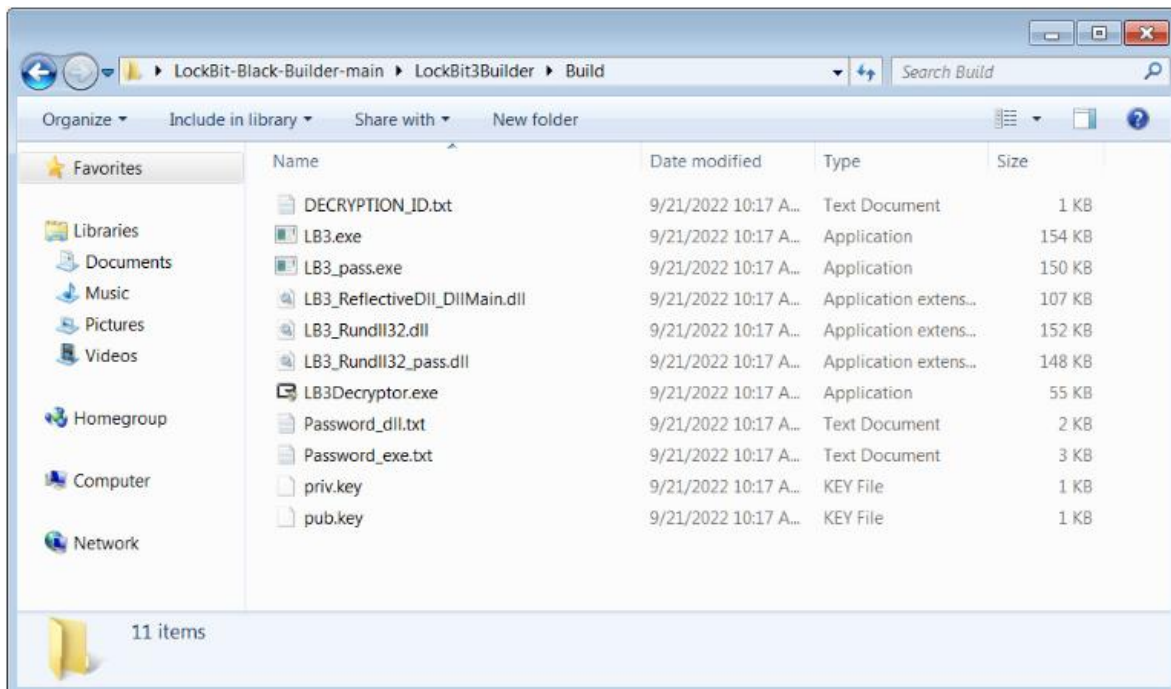 LockBit-Black-Builder-main ▸ LockBit3Builder ▸ Build
Search Build
Organize Include in library Share with New folder
Favorites
Libraries
Documents
Music
Pictures
Videos
Homegroup
Computer
Network
Name Date modified Type Size
DECRYPTION_ID.txt 9/21/2022 10:17 A... Text Document 1 KB
LB3.exe 9/21/2022 10:17 A... Application 154 KB
LB3_pass.exe 9/21/2022 10:17 A... Application 150 KB
LB3_ReflectiveDll_DllMain.dll 9/21/2022 10:17 A... Application extens... 107 KB
LB3_Rundll32.dll 9/21/2022 10:17 A... Application extens... 152 KB
LB3_Rundll32_pass.dll 9/21/2022 10:17 A... Application extens... 148 KB
LB3Decryptor.exe 9/21/2022 10:17 A... Application 55 KB
Password_dll.txt 9/21/2022 10:17 A... Text Document 2 KB
Password_exe.txt 9/21/2022 10:17 A... Text Document 3 KB
priv.key 9/21/2022 10:17 A... KEY File 1 KB
pub.key 9/21/2022 10:17 A... KEY File 1 KB
11 items